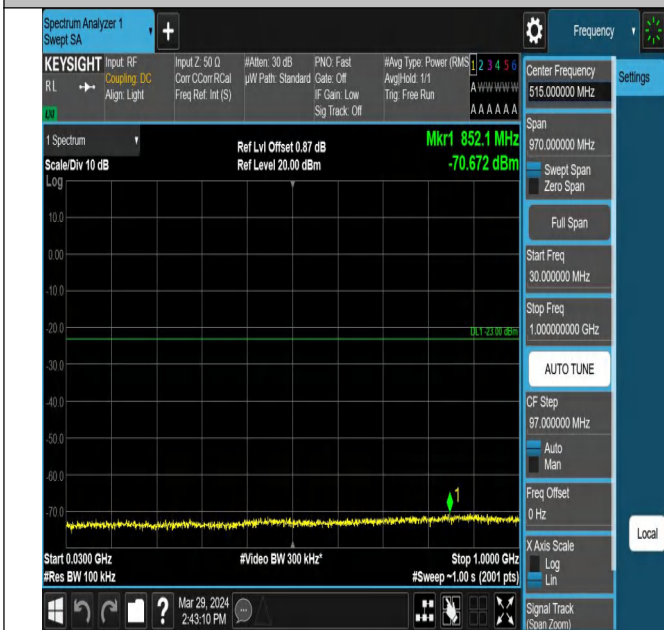 Spectrum Analyzer 1
Swept SA
Frequency
KEYSIGHT
RL
Input: RF
Coupling: DC
Align: Light
Input Z: 50 Ω
Corr CCorr RCal
Freq Ref: Int (S)
#Atten: 30 dB
µW Path: Standard
PNO: Fast
Gate: Off
IF Gain: Low
Sig Track: Off
#Avg Type: Power (RMS
Avg|Hold: 1/1
Trig: Free Run
1 2 3 4 5 6
A W W W W W
A A A A A A
LXI
Center Frequency
515.000000 MHz
Settings
Span
970.000000 MHz
Swept Span
Zero Span
Full Span
Start Freq
30.000000 MHz
Stop Freq
1.000000000 GHz
AUTO TUNE
CF Step
97.000000 MHz
Auto
Man
Freq Offset
0 Hz
X Axis Scale
Log
Lin
Local
Signal Track
(Span Zoom)
1 Spectrum
Scale/Div 10 dB
Ref Lvl Offset 0.87 dB
Ref Level 20.00 dBm
Mkr1 852.1 MHz
-70.672 dBm
Log
10.0
0.00
-10.0
-20.0
DL1 -23.00 dBm
-30.0
-40.0
-50.0
-60.0
-70.0
1
Start 0.0300 GHz
#Res BW 100 kHz
#Video BW 300 kHz*
Stop 1.0000 GHz
#Sweep ~1.00 s (2001 pts)
?
Mar 29, 2024
2:43:10 PM